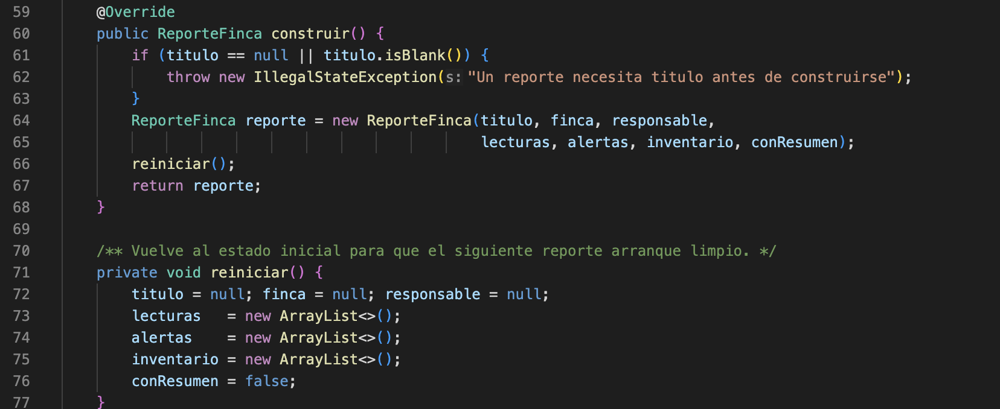 59 @Override
60 public ReporteFinca construir() {
61 if (titulo == null || titulo.isBlank()) {
62 throw new IllegalStateException(s: "Un reporte necesita titulo antes de construirse");
63 }
64 ReporteFinca reporte = new ReporteFinca(titulo, finca, responsable,
65 lecturas, alertas, inventario, conResumen);
66 reiniciar();
67 return reporte;
68 }
69
70 /** Vuelve al estado inicial para que el siguiente reporte arranque limpio. */
71 private void reiniciar() {
72 titulo = null; finca = null; responsable = null;
73 lecturas   = new ArrayList<>();
74 alertas    = new ArrayList<>();
75 inventario = new ArrayList<>();
76 conResumen = false;
77 }